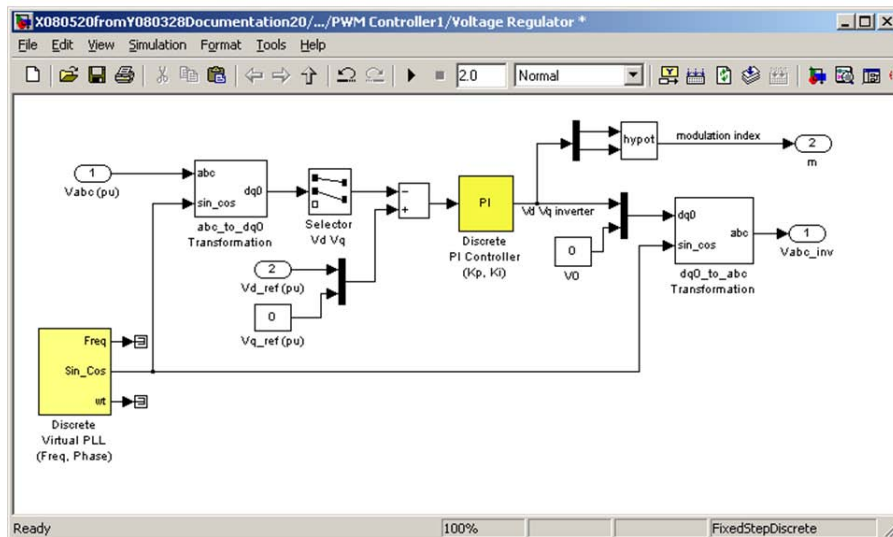 X080520fromY080328Documentation20/.../PWM Controller1/Voltage Regulator *
File Edit View Simulation Format Tools Help
2.0 Normal
hypot
modulation index
2
m
1
Vabc (pu)
abc
sin_cos
dq0
abc_to_dq0
Transformation
Selector
Vd Vq
−
+
PI
Discrete
PI Controller
(Kp, Ki)
Vd Vq inverter
0
V0
dq0
sin_cos
abc
dq0_to_abc
Transformation
1
Vabc_inv
2
Vd_ref (pu)
0
Vq_ref (pu)
Freq
Sin_Cos
wt
Discrete
Virtual PLL
(Freq, Phase)
Ready 100% FixedStepDiscrete